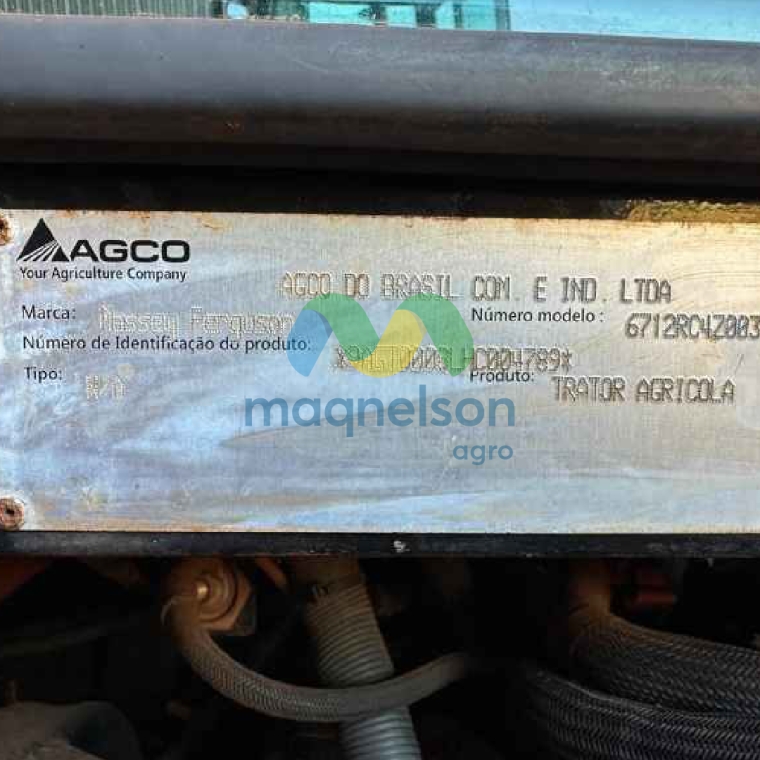 AGCO
Your Agriculture Company
AGCO DO BRASIL COM. E IND. LTDA
Marca: Massey Ferguson
Número modelo: 6712RC4Z003
Número de Identificação do produto:
Tipo: N/A
Produto: TRATOR AGRICOLA
maqnelson
agro